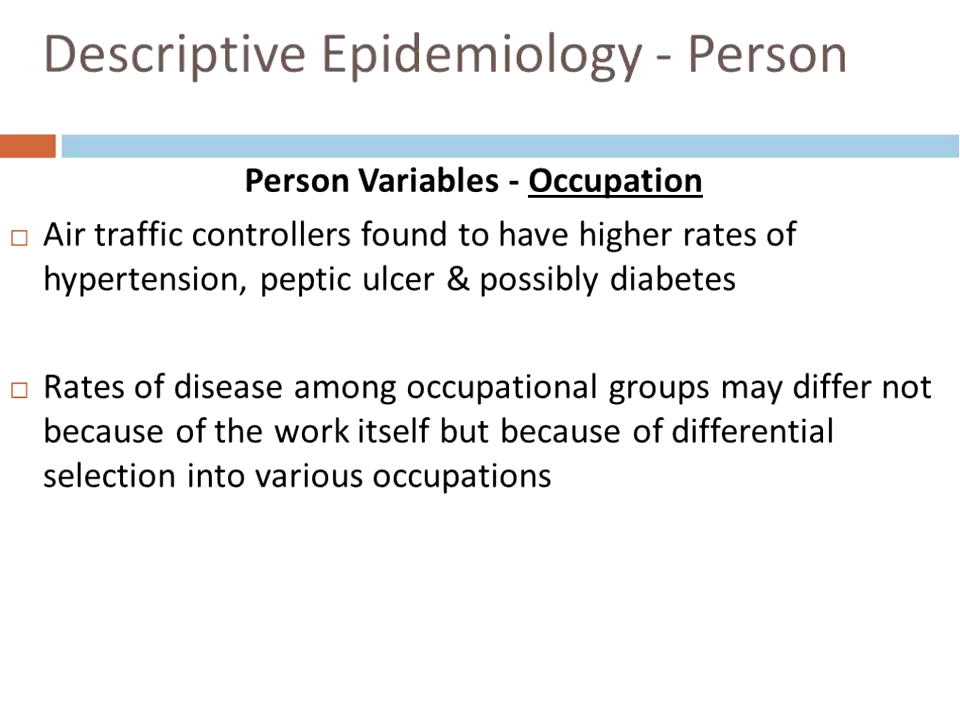 Descriptive Epidemiology - Person
Person Variables - Occupation
Air traffic controllers found to have higher rates of
hypertension, peptic ulcer & possibly diabetes
Rates of disease among occupational groups may differ not
because of the work itself but because of differential
selection into various occupations